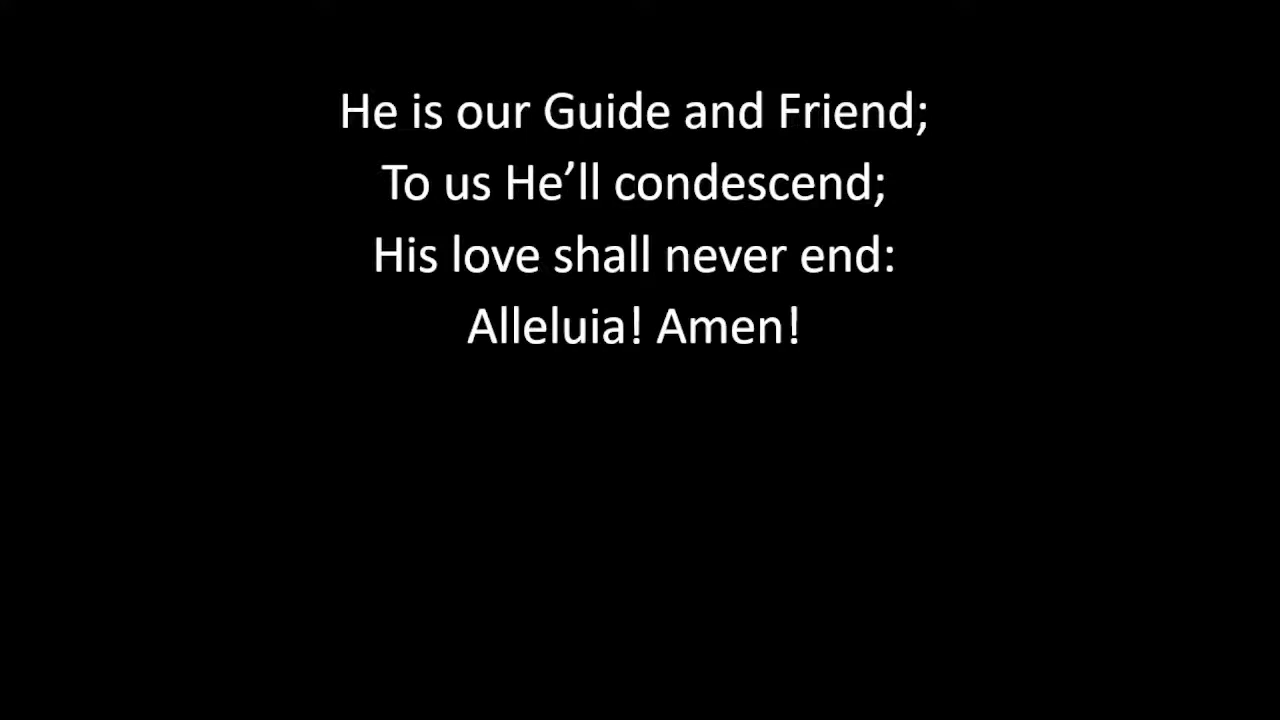 He is our Guide and Friend;
To us He’ll condescend;
His love shall never end:
Alleluia! Amen!